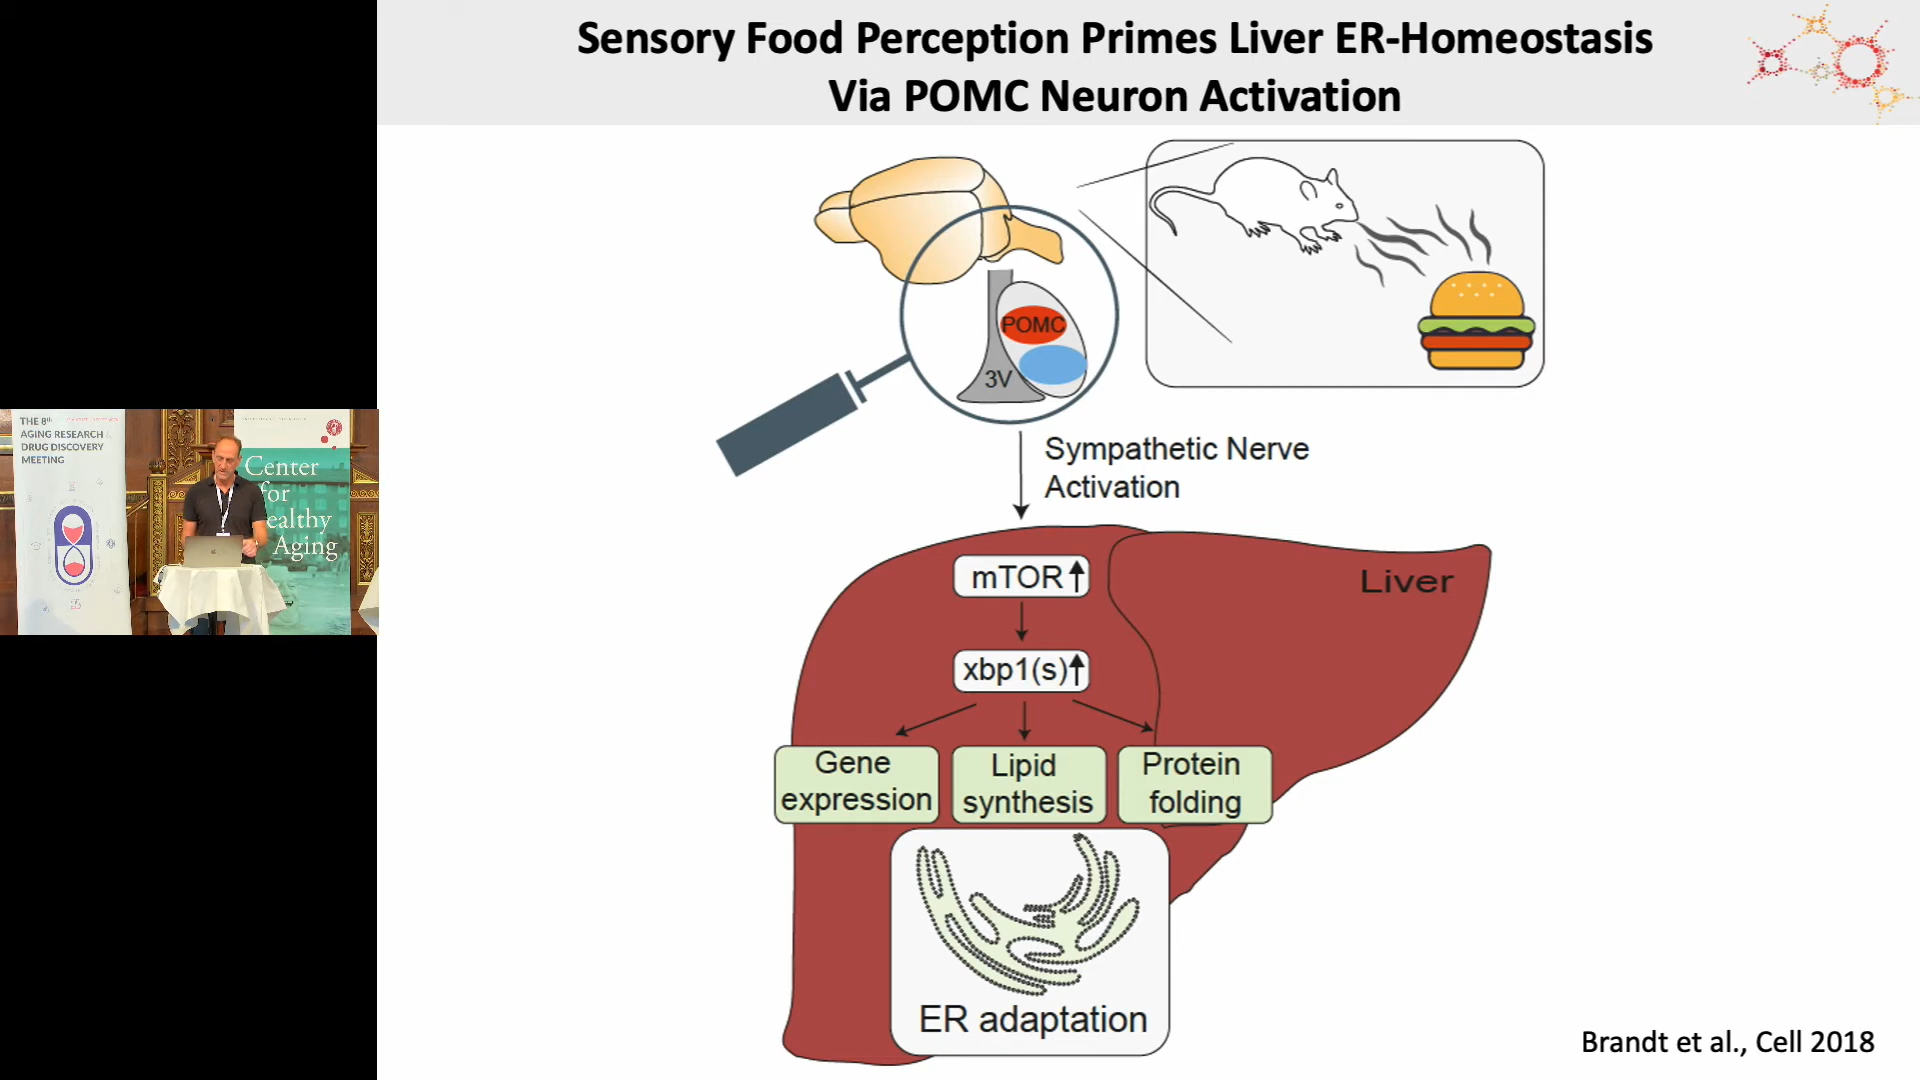 Sensory Food Perception Primes Liver ER-Homeostasis
Via POMC Neuron Activation
POMC
3V
Sympathetic Nerve
Activation
Liver
mTOR↑
xbp1(s)↑
Gene
expression
Lipid
synthesis
Protein
folding
ER adaptation
Brandt et al., Cell 2018
THE 8th
AGING RESEARCH
DRUG DISCOVERY
MEETING
Center
for
ealthy
Aging